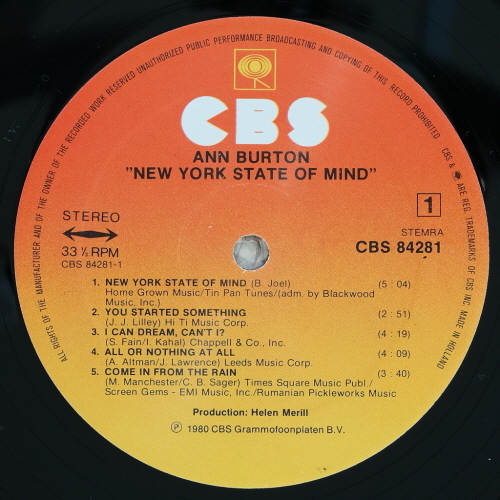 ALL RIGHTS OF THE MANUFACTURER AND OF THE OWNER OF THE RECORDED WORK RESERVED UNAUTHORIZED PUBLIC PERFORMANCE BROADCASTING AND COPYING OF THIS RECORD PROHIBITED
CBS & ARE REG. TRADEMARKS OF CBS INC. MADE IN HOLLAND
CBS
ANN BURTON
"NEW YORK STATE OF MIND"
1
STEREO
STEMRA
33 ⅓ RPM
CBS 84281
CBS 84281-1
1. NEW YORK STATE OF MIND (B. Joel) (5 : 04)
Home Grown Music/Tin Pan Tunes/(adm. by Blackwood
Music, Inc.)
2. YOU STARTED SOMETHING (2 : 51)
(J. J. Lilley) Hi Ti Music Corp.
3. I CAN DREAM, CAN'T I? (4 : 19)
(S. Fain/I. Kahal) Chappell & Co., Inc.
4. ALL OR NOTHING AT ALL (4 : 09)
(A. Altman/J. Lawrence) Leeds Music Corp.
5. COME IN FROM THE RAIN (3 : 40)
(M. Manchester/C. B. Sager) Times Square Music Publ./
Screen Gems - EMI Music, Inc/Rumanian Pickleworks Music
Production: Helen Merill
Ⓟ 1980 CBS Grammofoonplaten B.V.